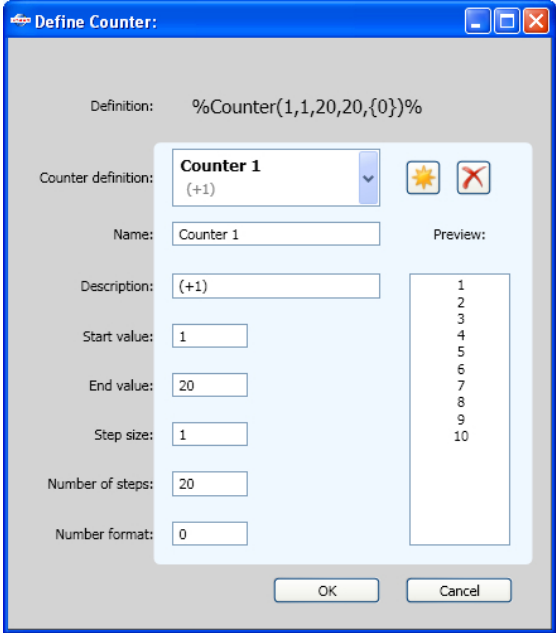 Define Counter:
Definition: %Counter(1,1,20,20,{0})%
Counter definition: Counter 1
(+1)
Name: Counter 1
Preview:
Description: (+1)
Start value: 1
End value: 20
Step size: 1
Number of steps: 20
Number format: 0
1
2
3
4
5
6
7
8
9
10
OK Cancel